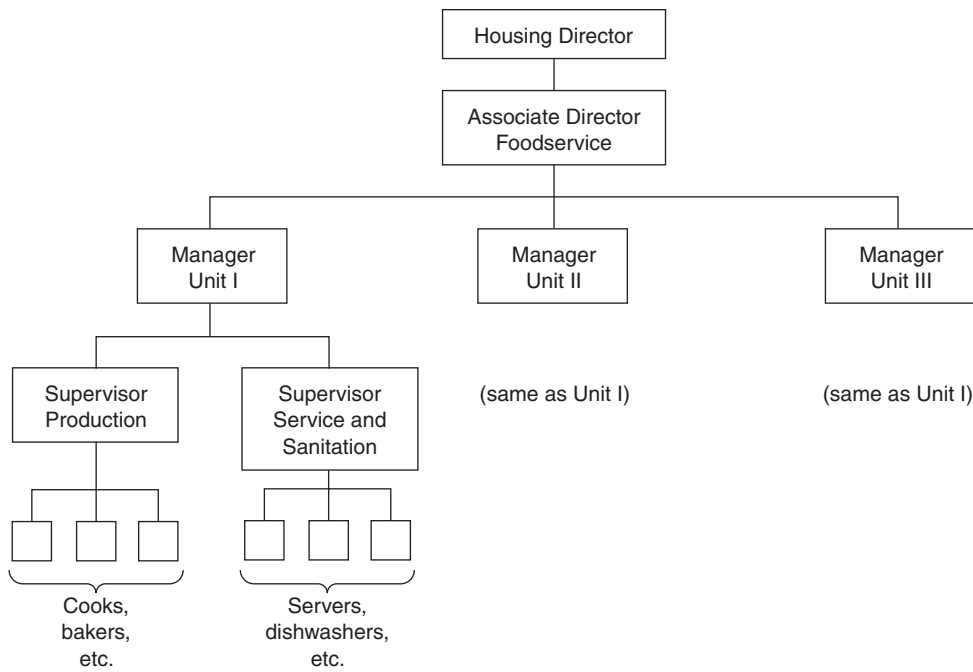 Housing Director
Associate Director
Foodservice
Manager
Unit I
Manager
Unit II
Manager
Unit III
Supervisor
Production
Supervisor
Service and
Sanitation
(same as Unit I)
(same as Unit I)
Cooks,
bakers,
etc.
Servers,
dishwashers,
etc.